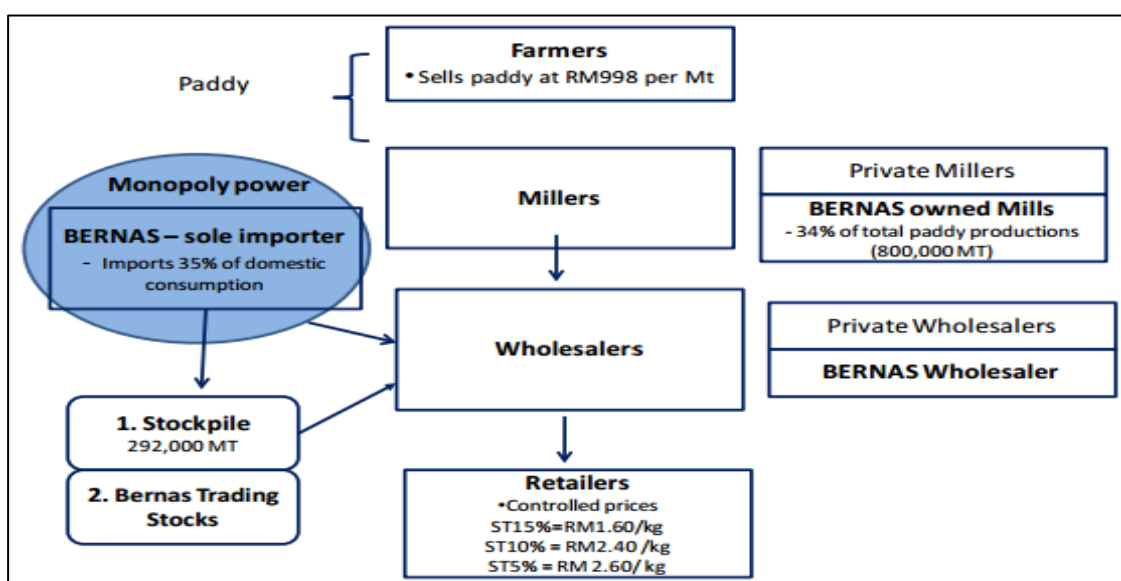 Farmers
• Sells paddy at RM998 per Mt
Paddy
Monopoly power
BERNAS – sole importer
- Imports 35% of domestic
consumption
Millers
Private Millers
BERNAS owned Mills
- 34% of total paddy productions
(800,000 MT)
Wholesalers
Private Wholesalers
BERNAS Wholesaler
1. Stockpile
292,000 MT
2. Bernas Trading
Stocks
Retailers
•Controlled prices
ST15%=RM1.60/kg
ST10% = RM2.40 /kg
ST5% = RM 2.60/ kg